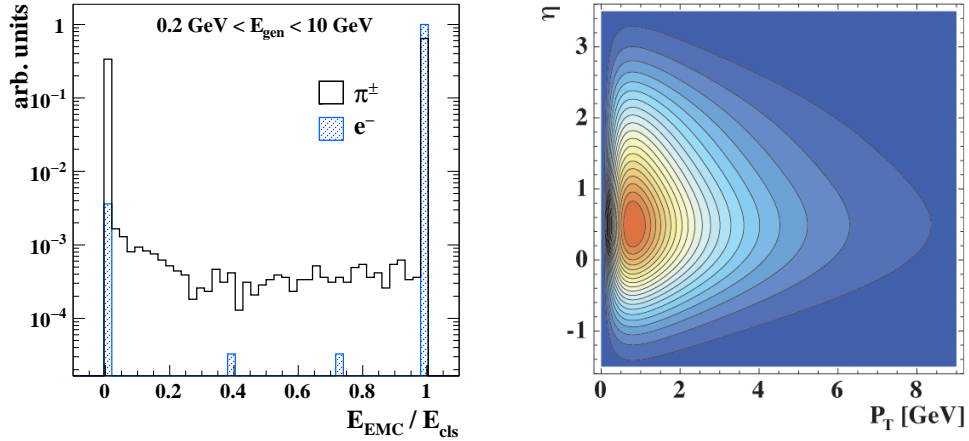 0.2 GeV < E_gen < 10 GeV
arb. units
1
10^-1
10^-2
10^-3
10^-4
π^±
e^-
0 0.2 0.4 0.6 0.8 1
E_EMC / E_cls
η
3
2
1
0
-1
0 2 4 6 8
P_T [GeV]